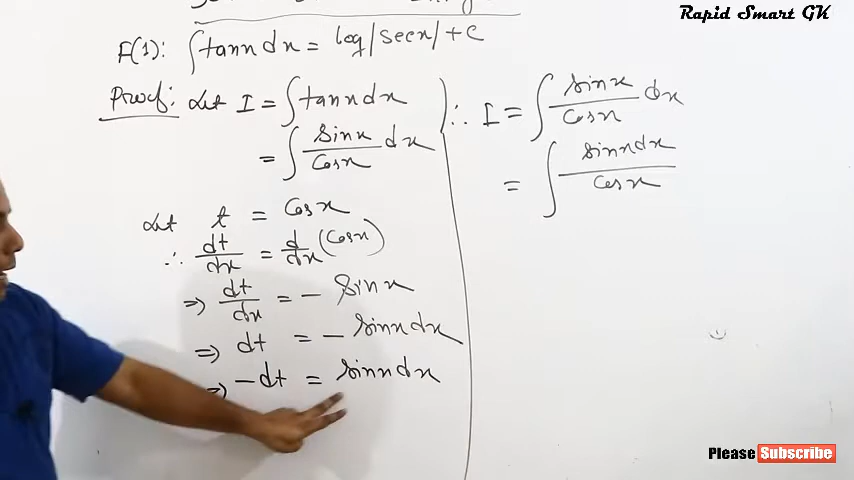 Rapid Smart GK
F(1): ∫tanx dx = log|secx|+c
Proof: Let I = ∫tanx dx
= ∫ sinx/cosx dx
Let t = cosx
∴ dt/dx = d/dx (cosx)
⇒ dt/dx = - sinx
⇒ dt = - sinx dx
⇒ -dt = sinx dx
∴ I = ∫ sinx/cosx dx
= ∫ sinx dx/cosx
Please Subscribe